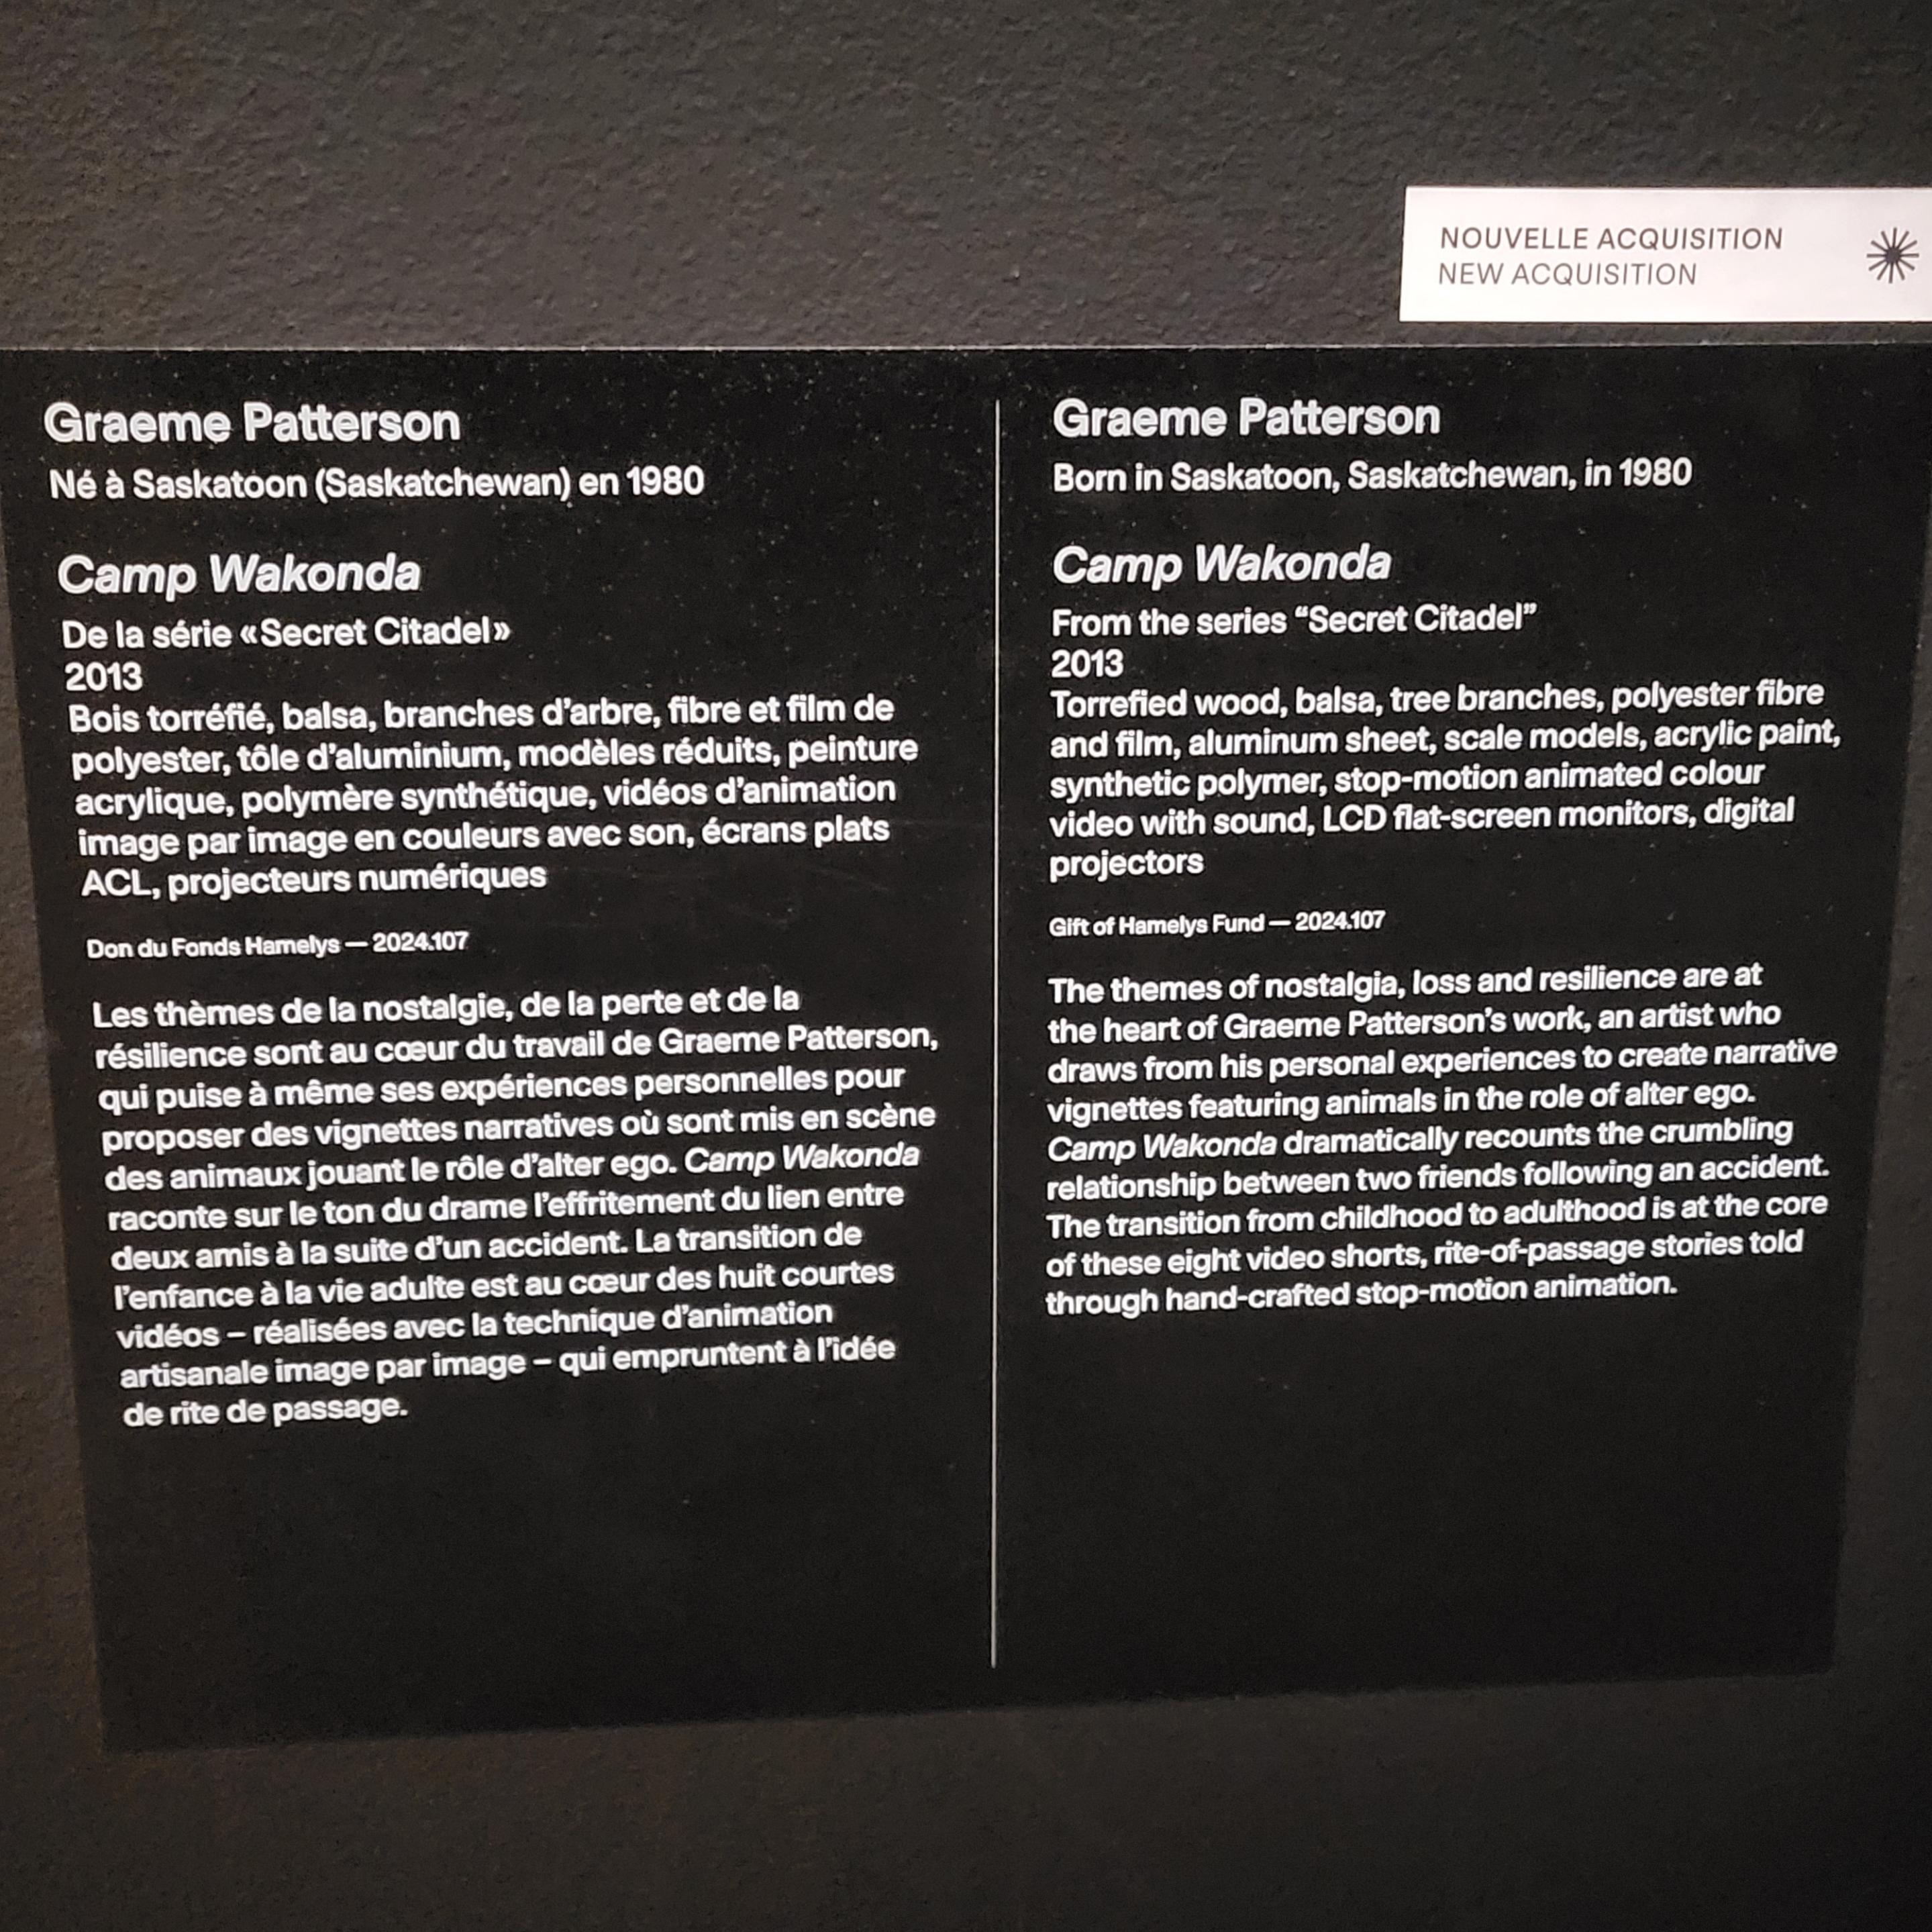 NOUVELLE ACQUISITION
NEW ACQUISITION
Graeme Patterson
Né à Saskatoon (Saskatchewan) en 1980
Camp Wakonda
De la série «Secret Citadel»
2013
Bois torréfié, balsa, branches d'arbre, fibre et film de
polyester, tôle d'aluminium, modèles réduits, peinture
acrylique, polymère synthétique, vidéos d'animation
image par image en couleurs avec son, écrans plats
ACL, projecteurs numériques
Don du Fonds Hamelys — 2024.107
Les thèmes de la nostalgie, de la perte et de la
résilience sont au cœur du travail de Graeme Patterson,
qui puise à même ses expériences personnelles pour
proposer des vignettes narratives où sont mis en scène
des animaux jouant le rôle d'alter ego. Camp Wakonda
raconte sur le ton du drame l'effritement du lien entre
deux amis à la suite d'un accident. La transition de
l'enfance à la vie adulte est au cœur des huit courtes
vidéos – réalisées avec la technique d'animation
artisanale image par image – qui empruntent à l'idée
de rite de passage.
Graeme Patterson
Born in Saskatoon, Saskatchewan, in 1980
Camp Wakonda
From the series “Secret Citadel”
2013
Torrefied wood, balsa, tree branches, polyester fibre
and film, aluminum sheet, scale models, acrylic paint,
synthetic polymer, stop-motion animated colour
video with sound, LCD flat-screen monitors, digital
projectors
Gift of Hamelys Fund — 2024.107
The themes of nostalgia, loss and resilience are at
the heart of Graeme Patterson's work, an artist who
draws from his personal experiences to create narrative
vignettes featuring animals in the role of alter ego.
Camp Wakonda dramatically recounts the crumbling
relationship between two friends following an accident.
The transition from childhood to adulthood is at the core
of these eight video shorts, rite-of-passage stories told
through hand-crafted stop-motion animation.